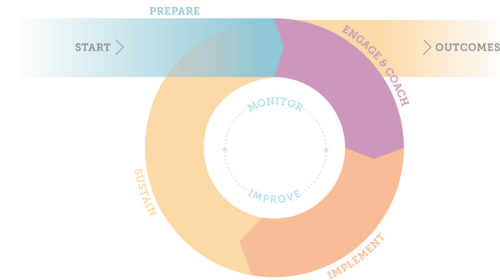 PREPARE
START
OUTCOMES
ENGAGE & COACH
MONITOR
IMPROVE
SUSTAIN
IMPLEMENT